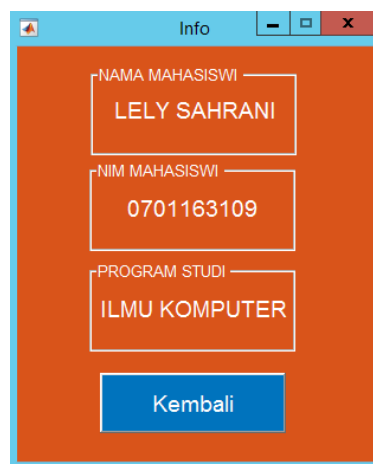 Info
NAMA MAHASISWI
LELY SAHRANI
NIM MAHASISWI
0701163109
PROGRAM STUDI
ILMU KOMPUTER
Kembali